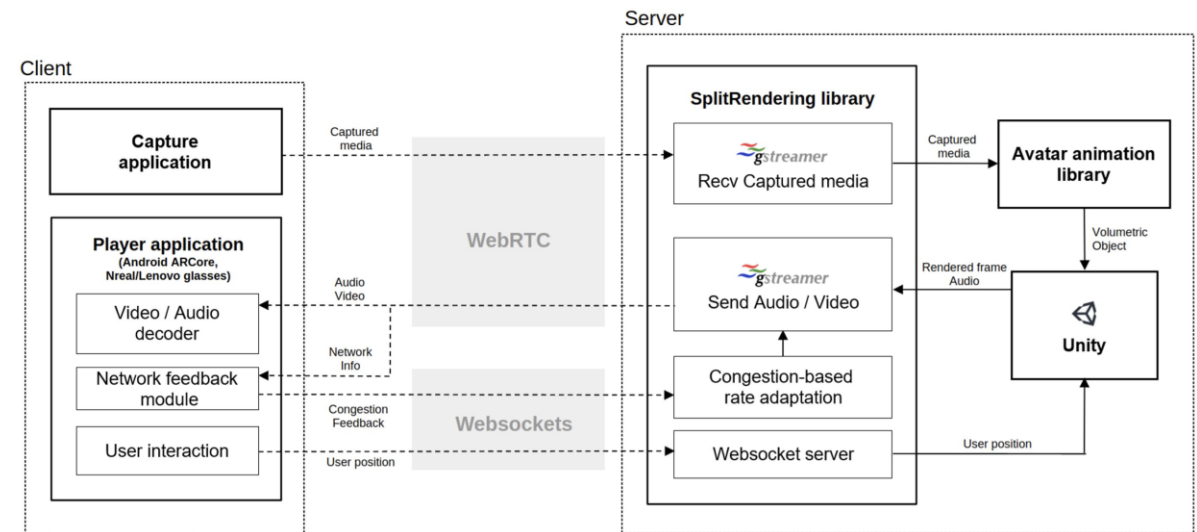 Server
Client
SplitRendering library
Capture
application
Captured
media
gstreamer
Recv Captured media
Captured
media
Avatar animation
library
WebRTC
Volumetric
Object
Player application
(Android ARCore,
Nreal/Lenovo glasses)
Video / Audio
decoder
Audio
Video
gstreamer
Send Audio / Video
Rendered frame
Audio
Unity
Network
Info
Network feedback
module
Congestion
Feedback
Websockets
Congestion-based
rate adaptation
User interaction
User position
Websocket server
User position